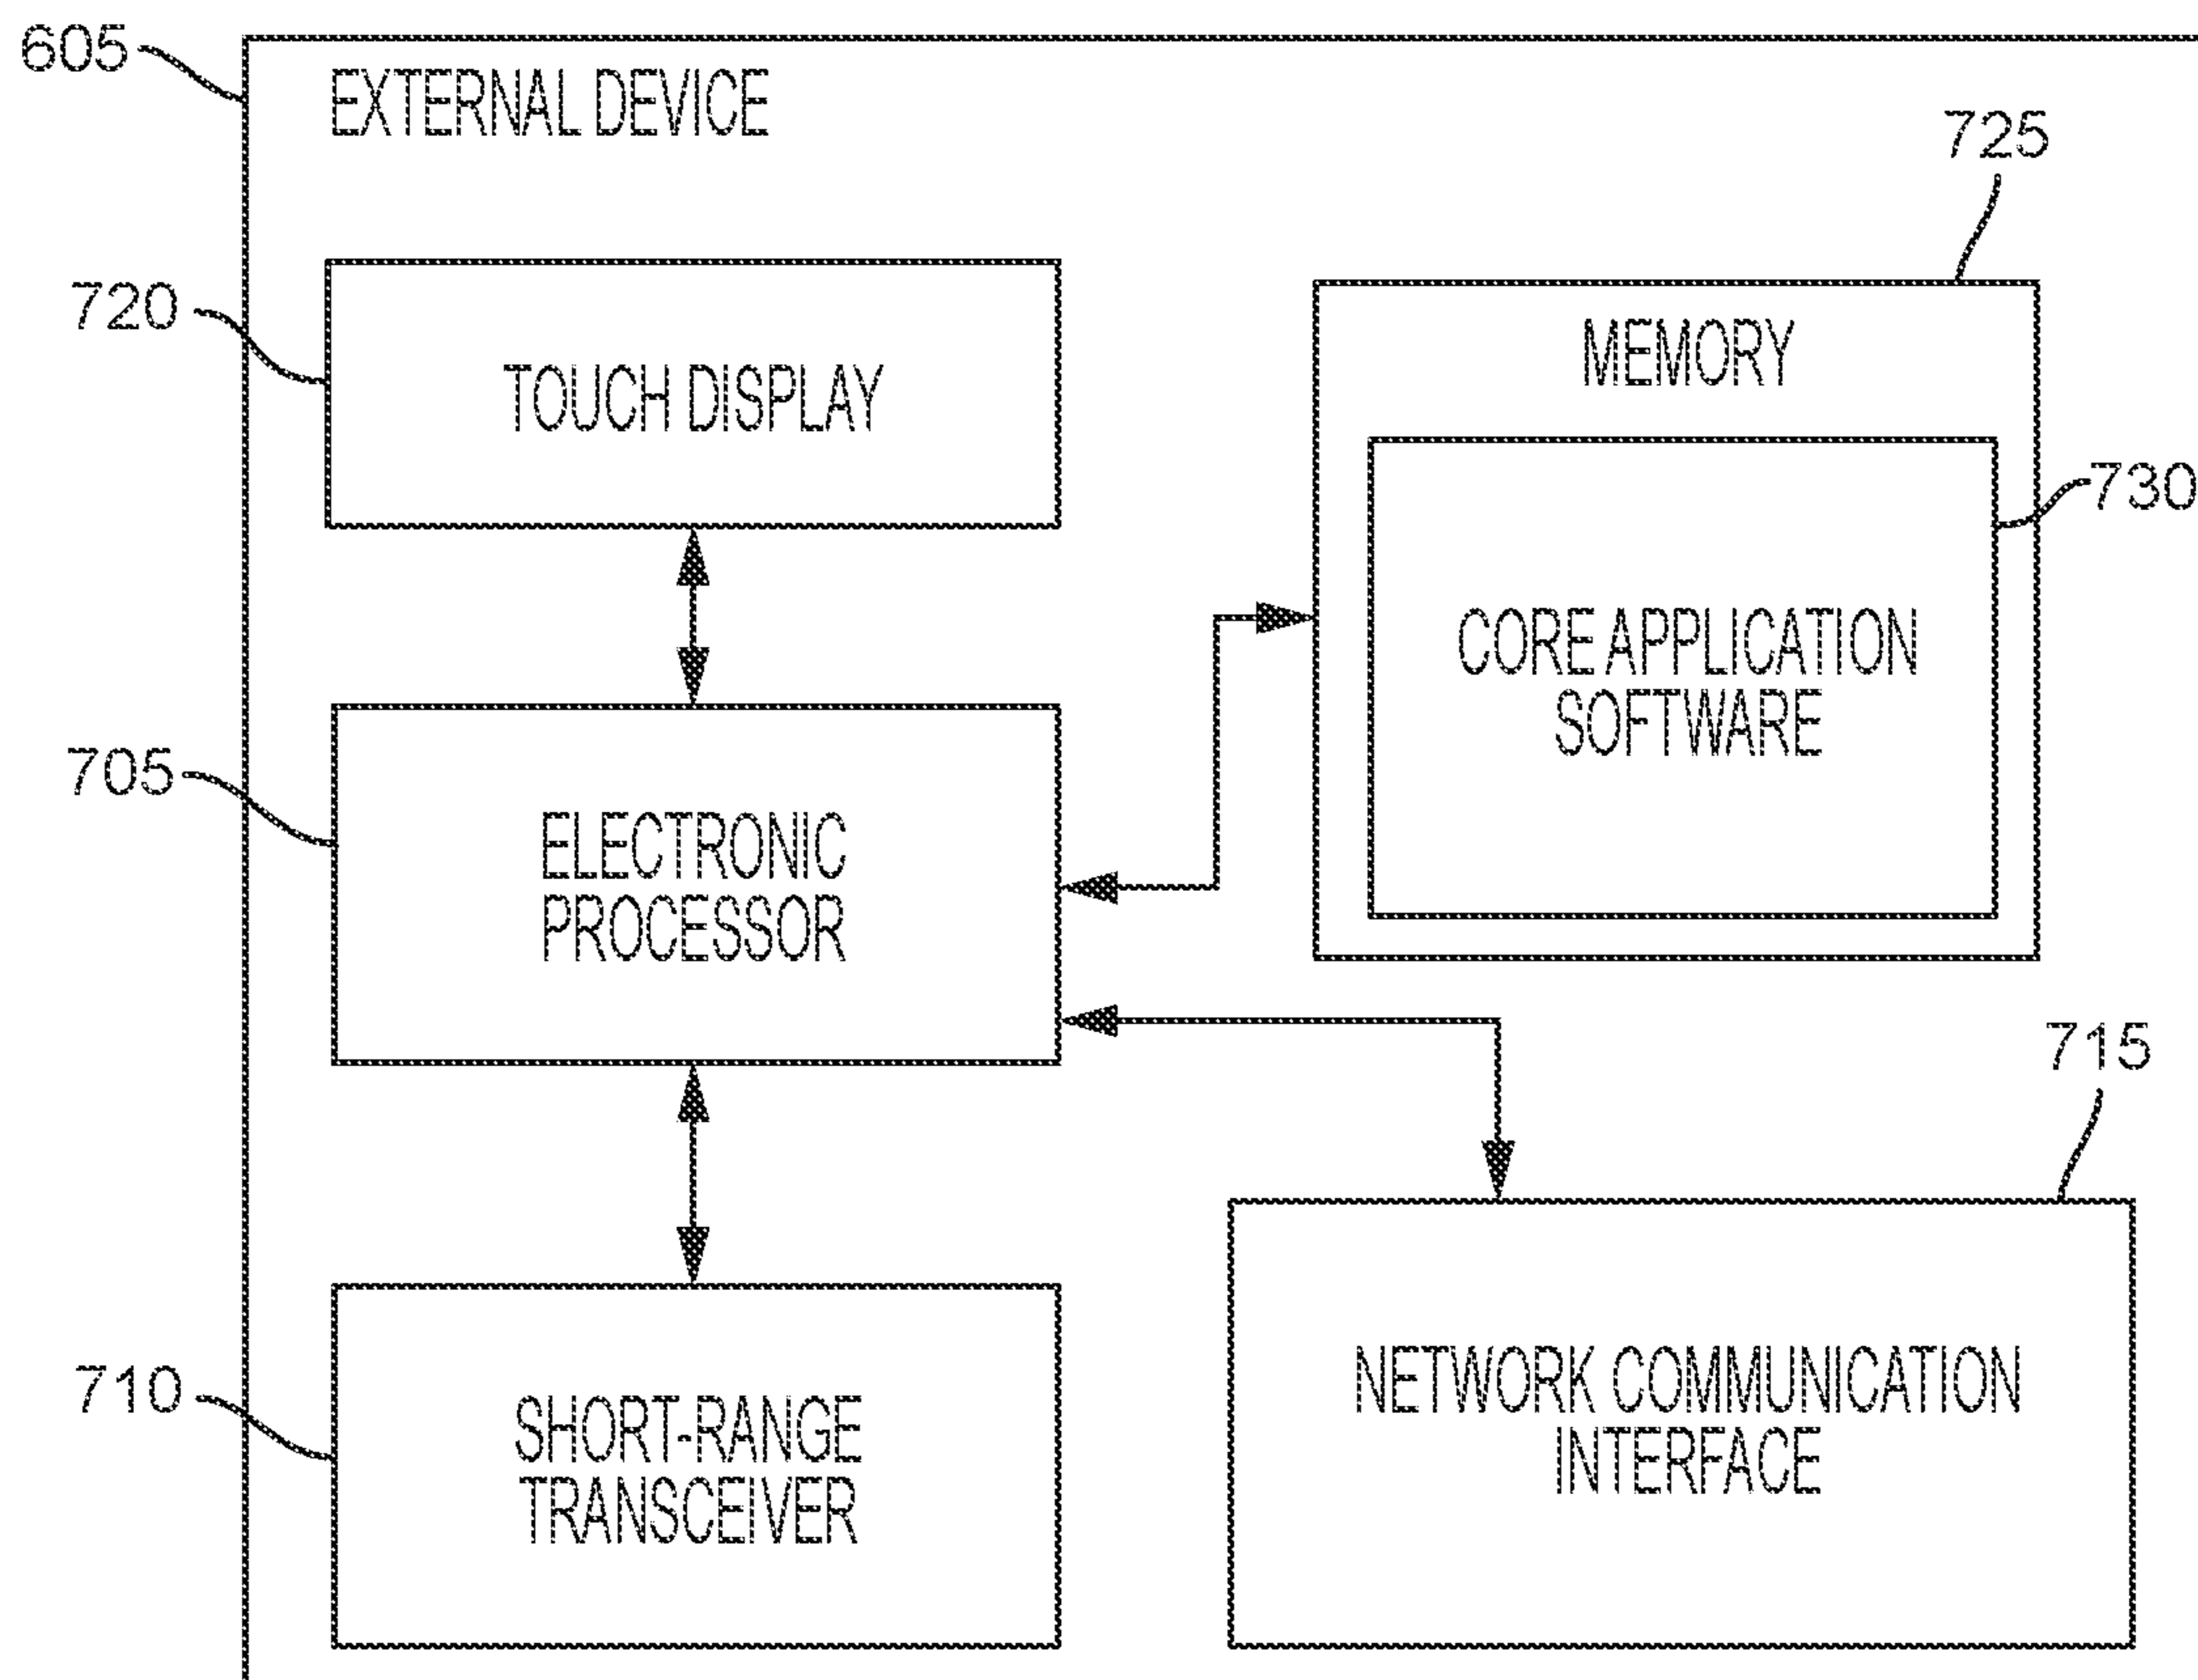 605
EXTERNAL DEVICE
725
720
TOUCH DISPLAY
MEMORY
730
CORE APPLICATION
SOFTWARE
705
ELECTRONIC
PROCESSOR
715
710
SHORT-RANGE
TRANSCEIVER
NETWORK COMMUNICATION
INTERFACE